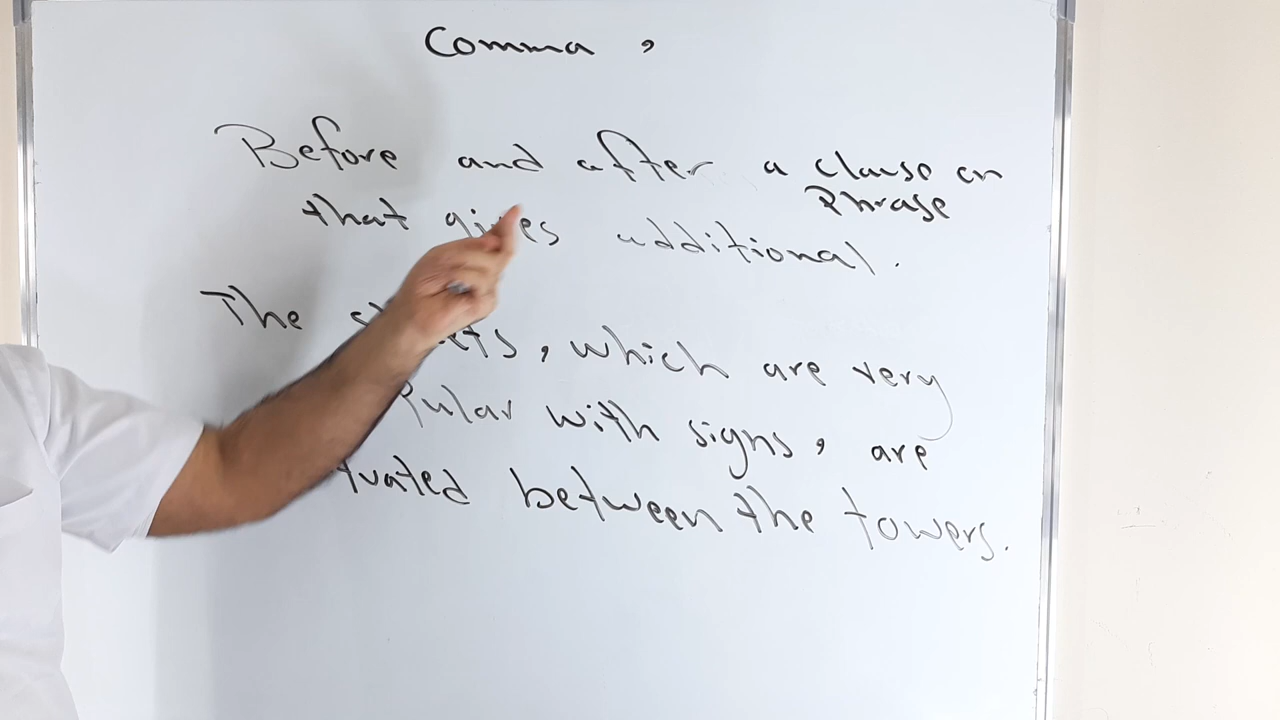 Comma ,
Before and after a clause on
Phrase
that gives additional.
The , which are very
with signs, are
between the towers.